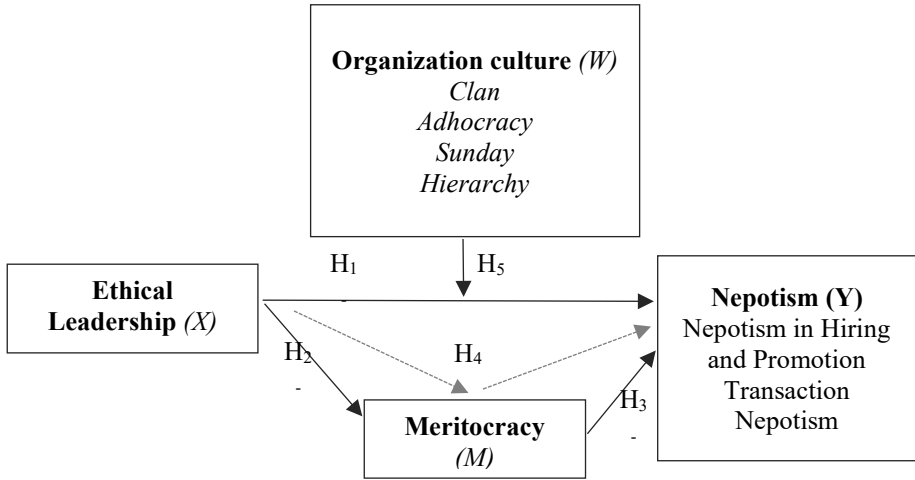 Organization culture (W)
Clan
Adhocracy
Sunday
Hierarchy
H1
H5
Ethical
Leadership (X)
-
Nepotism (Y)
Nepotism in Hiring
and Promotion
Transaction
Nepotism
H2
-
H4
H3
-
Meritocracy
(M)